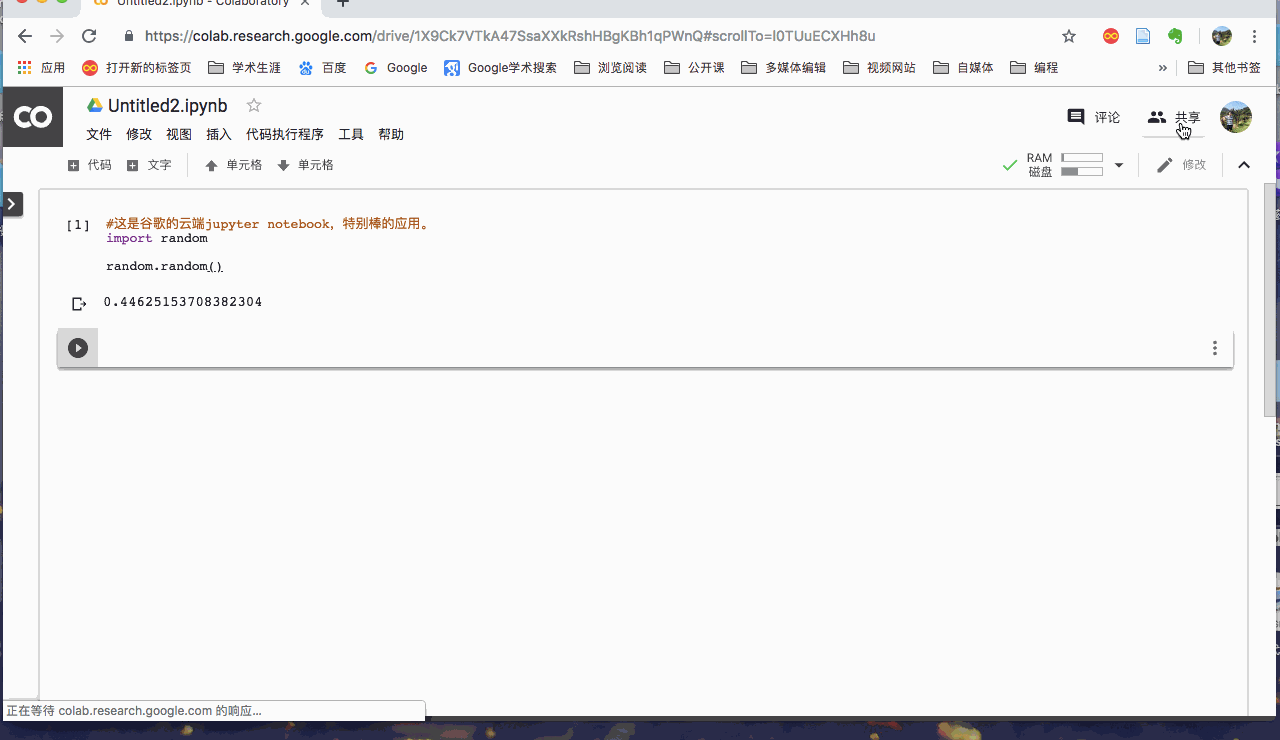 Untitled2.ipynb - Colaboratory
https://colab.research.google.com/drive/1X9Ck7VTkA47SsaXXkRshHBgKBh1qPWnQ#scrollTo=I0TUuECXHh8u
应用 打开新的标签页 学术生涯 百度 Google Google学术搜索 浏览阅读 公开课 多媒体编辑 视频网站 自媒体 编程 » 其他书签
CO Untitled2.ipynb
评论 共享
文件 修改 视图 插入 代码执行程序 工具 帮助
代码 文字 单元格 单元格
RAM
磁盘
修改
[1] #这是谷歌的云端jupyter notebook，特别棒的应用。
import random
random.random()
0.44625153708382304
正在等待 colab.research.google.com 的响应...